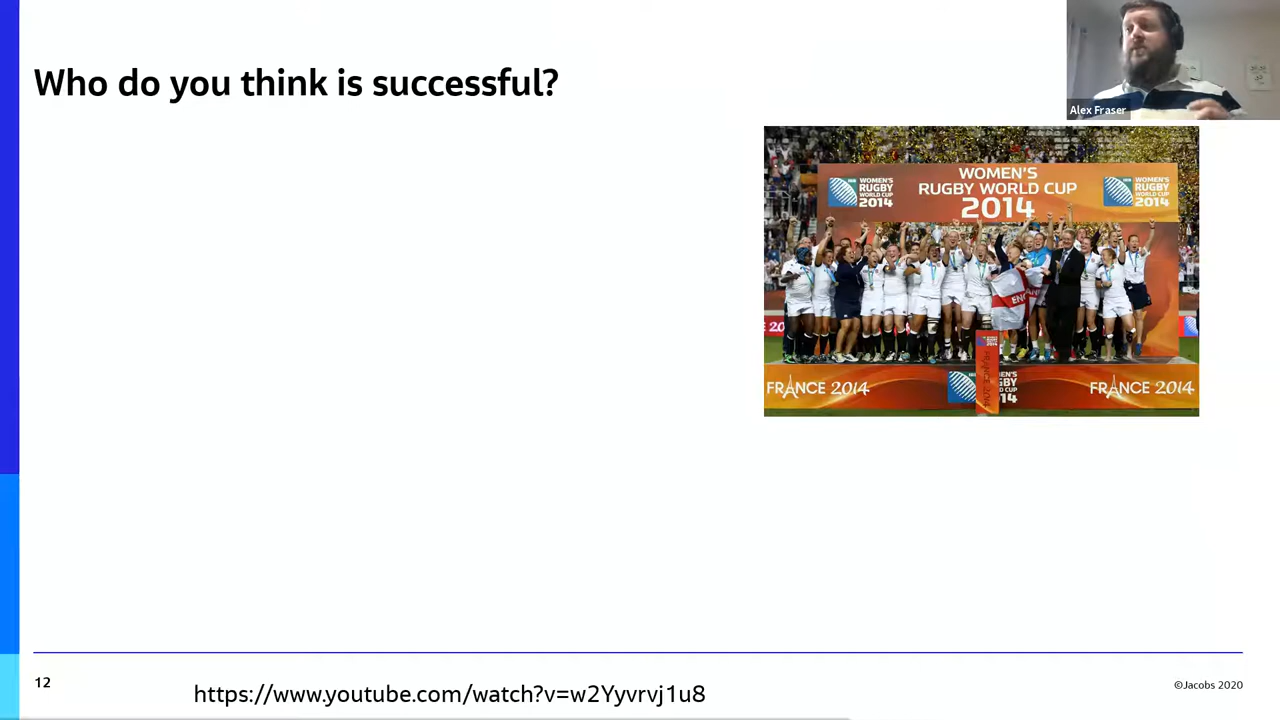 Who do you think is successful?
Alex Fraser
WOMEN'S
RUGBY WORLD CUP
2014
WOMEN'S
RUGBY
WORLD CUP
2014
WOMEN'S
RUGBY
WORLD CUP
2014
FRANCE 2014
FRANCE 2014
12
https://www.youtube.com/watch?v=w2Yyvrvj1u8
©Jacobs 2020